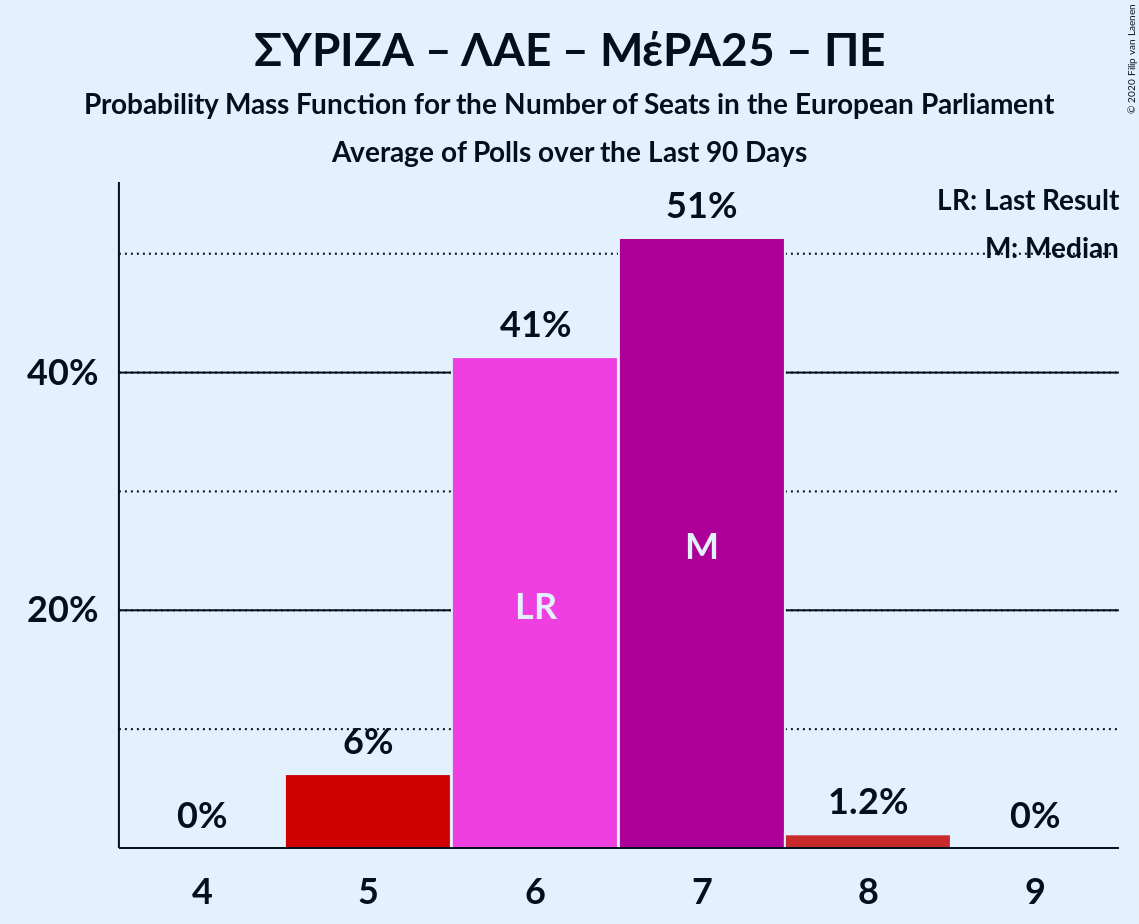 ΣΥΡΙΖΑ – ΛΑΕ – ΜέΡΑ25 – ΠΕ
Probability Mass Function for the Number of Seats in the European Parliament
Average of Polls over the Last 90 Days
© 2020 Filip van Laenen
LR: Last Result
M: Median
51%
41%
40%
M
LR
20%
6%
1.2%
0%
0%
4 5 6 7 8 9